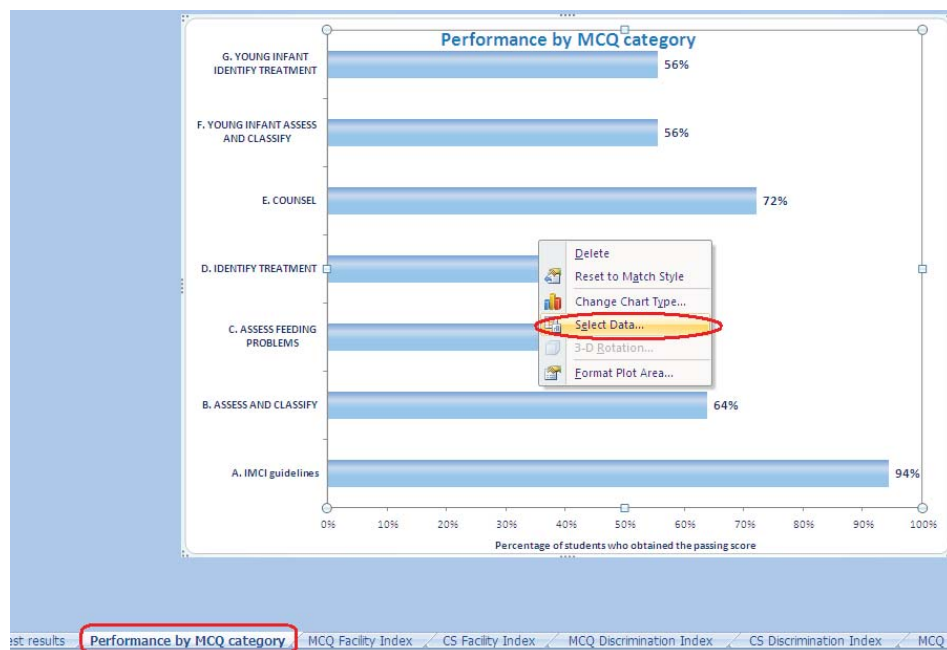 Performance by MCQ category
G. YOUNG INFANT
IDENTIFY TREATMENT
56%
F. YOUNG INFANT ASSESS
AND CLASSIFY
56%
E. COUNSEL
72%
D. IDENTIFY TREATMENT
C. ASSESS FEEDING
PROBLEMS
B. ASSESS AND CLASSIFY
64%
A. IMCI guidelines
94%
Delete
Reset to Match Style
Change Chart Type...
Select Data...
3-D Rotation...
Format Plot Area...
0% 10% 20% 30% 40% 50% 60% 70% 80% 90% 100%
Percentage of students who obtained the passing score
est results Performance by MCQ category MCQ Facility Index CS Facility Index MCQ Discrimination Index CS Discrimination Index MCQ